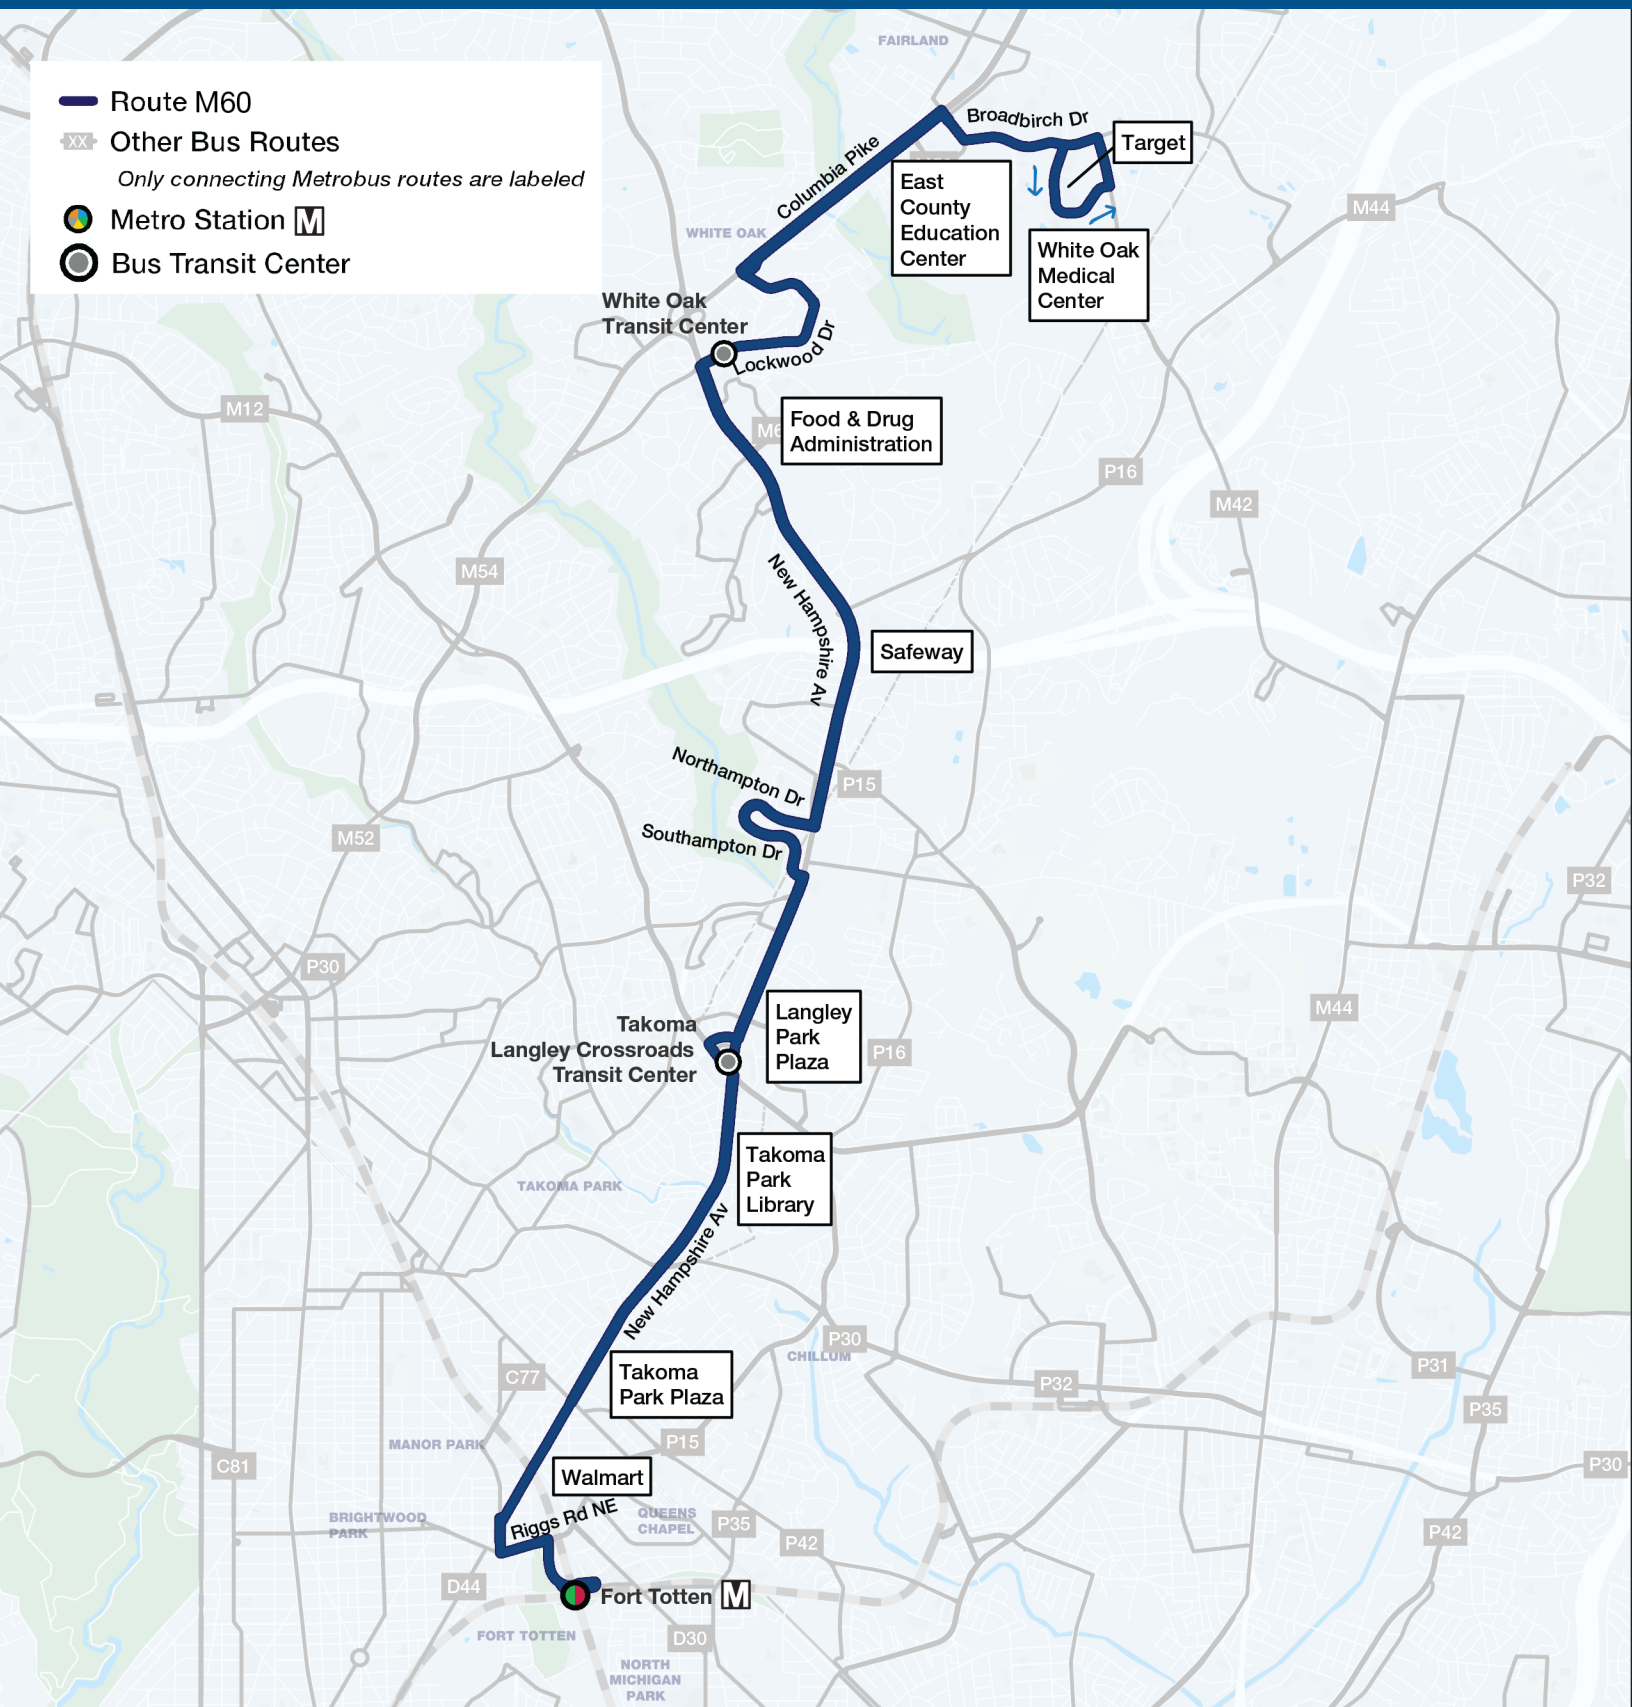 Route M60
XX Other Bus Routes
Only connecting Metrobus routes are labeled
Metro Station M
Bus Transit Center
FAIRLAND
Broadbirch Dr
Target
Columbia Pike
East
County
Education
Center
M44
WHITE OAK
White Oak
Medical
Center
White Oak
Transit Center
Lockwood Dr
M12
Food & Drug
Administration
P16
M42
M54
New Hampshire Av
Safeway
Northampton Dr
P15
Southampton Dr
M52
P32
P30
Langley
Park
Plaza
M44
Takoma
Langley Crossroads
Transit Center
P16
Takoma
Park
Library
TAKOMA PARK
New Hampshire Av
P30
CHILLUM
Takoma
Park Plaza
C77
P31
P32
P35
MANOR PARK
P15
C81
P30
Walmart
Riggs Rd NE
BRIGHTWOOD
PARK
QUEENS
CHAPEL
P35
P42
P42
D44
Fort Totten M
FORT TOTTEN
D30
NORTH
MICHIGAN
PARK